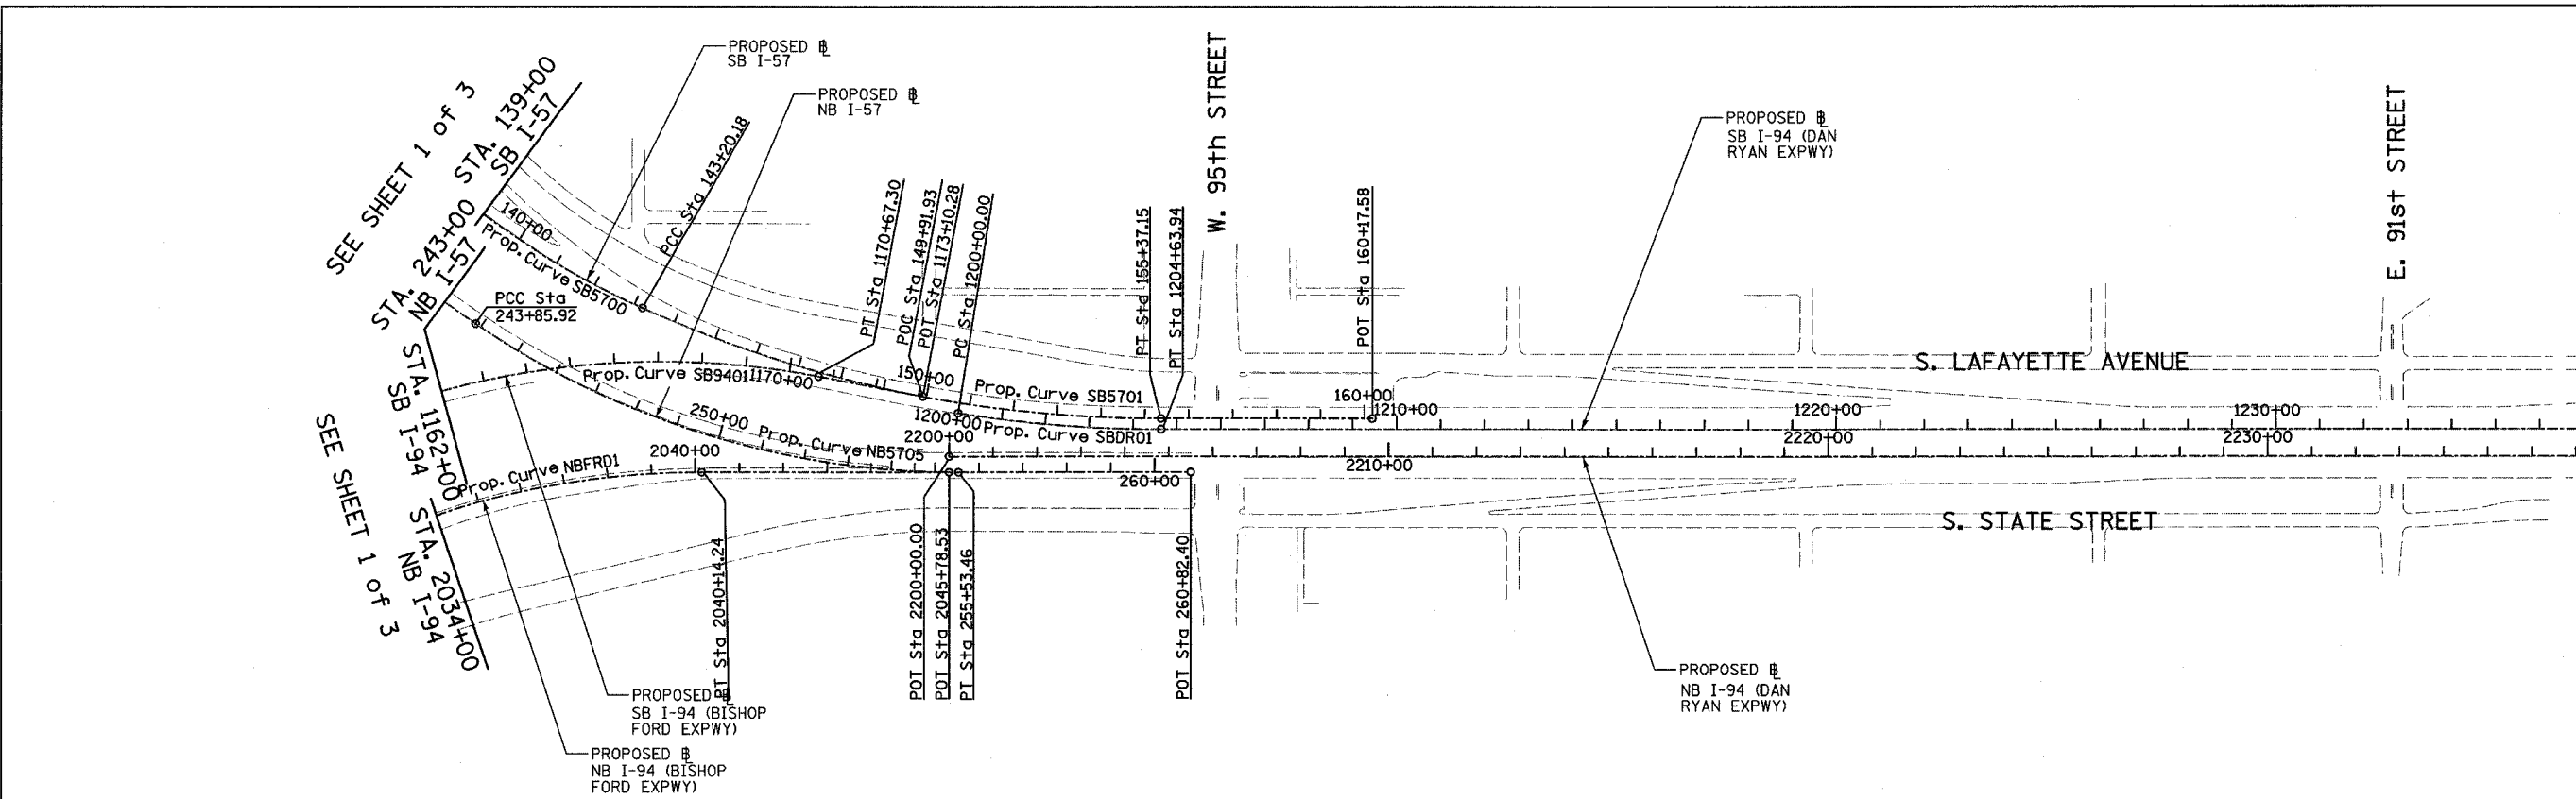 SEE SHEET 1 of 3
STA. 139+00
SB I-57
STA. 243+00
NB I-57
STA. 1162+00
SB I-94
STA. 2034+00
NB I-94
SEE SHEET 1 of 3
PROPOSED ℄
SB I-57
PROPOSED ℄
NB I-57
140+00
Prop. Curve SB5700
PCC Sta 143+20.18
PCC Sta
243+85.92
PT Sta 1170+67.30
POC Sta 149+91.93
POT Sta 1173+10.28
PC Sta 1200+00.00
PT Sta 155+37.15
PT Sta 1204+63.94
W. 95th STREET
POT Sta 160+17.58
PROPOSED ℄
SB I-94 (DAN
RYAN EXPWY)
E. 91st STREET
S. LAFAYETTE AVENUE
Prop. Curve SB9401
1170+00
150+00
Prop. Curve SB5701
160+00
1200+00
Prop. Curve SBDR01
1210+00
1220+00
1230+00
250+00
Prop. Curve NB5705
2200+00
2210+00
2220+00
2230+00
Prop. Curve NBFRD1
2040+00
260+00
S. STATE STREET
PT Sta 2040+14.24
POT Sta 2200+00.00
POT Sta 2045+78.53
PT Sta 255+53.46
POT Sta 260+82.40
PROPOSED ℄
SB I-94 (BISHOP
FORD EXPWY)
PROPOSED ℄
NB I-94 (BISHOP
FORD EXPWY)
PROPOSED ℄
NB I-94 (DAN
RYAN EXPWY)